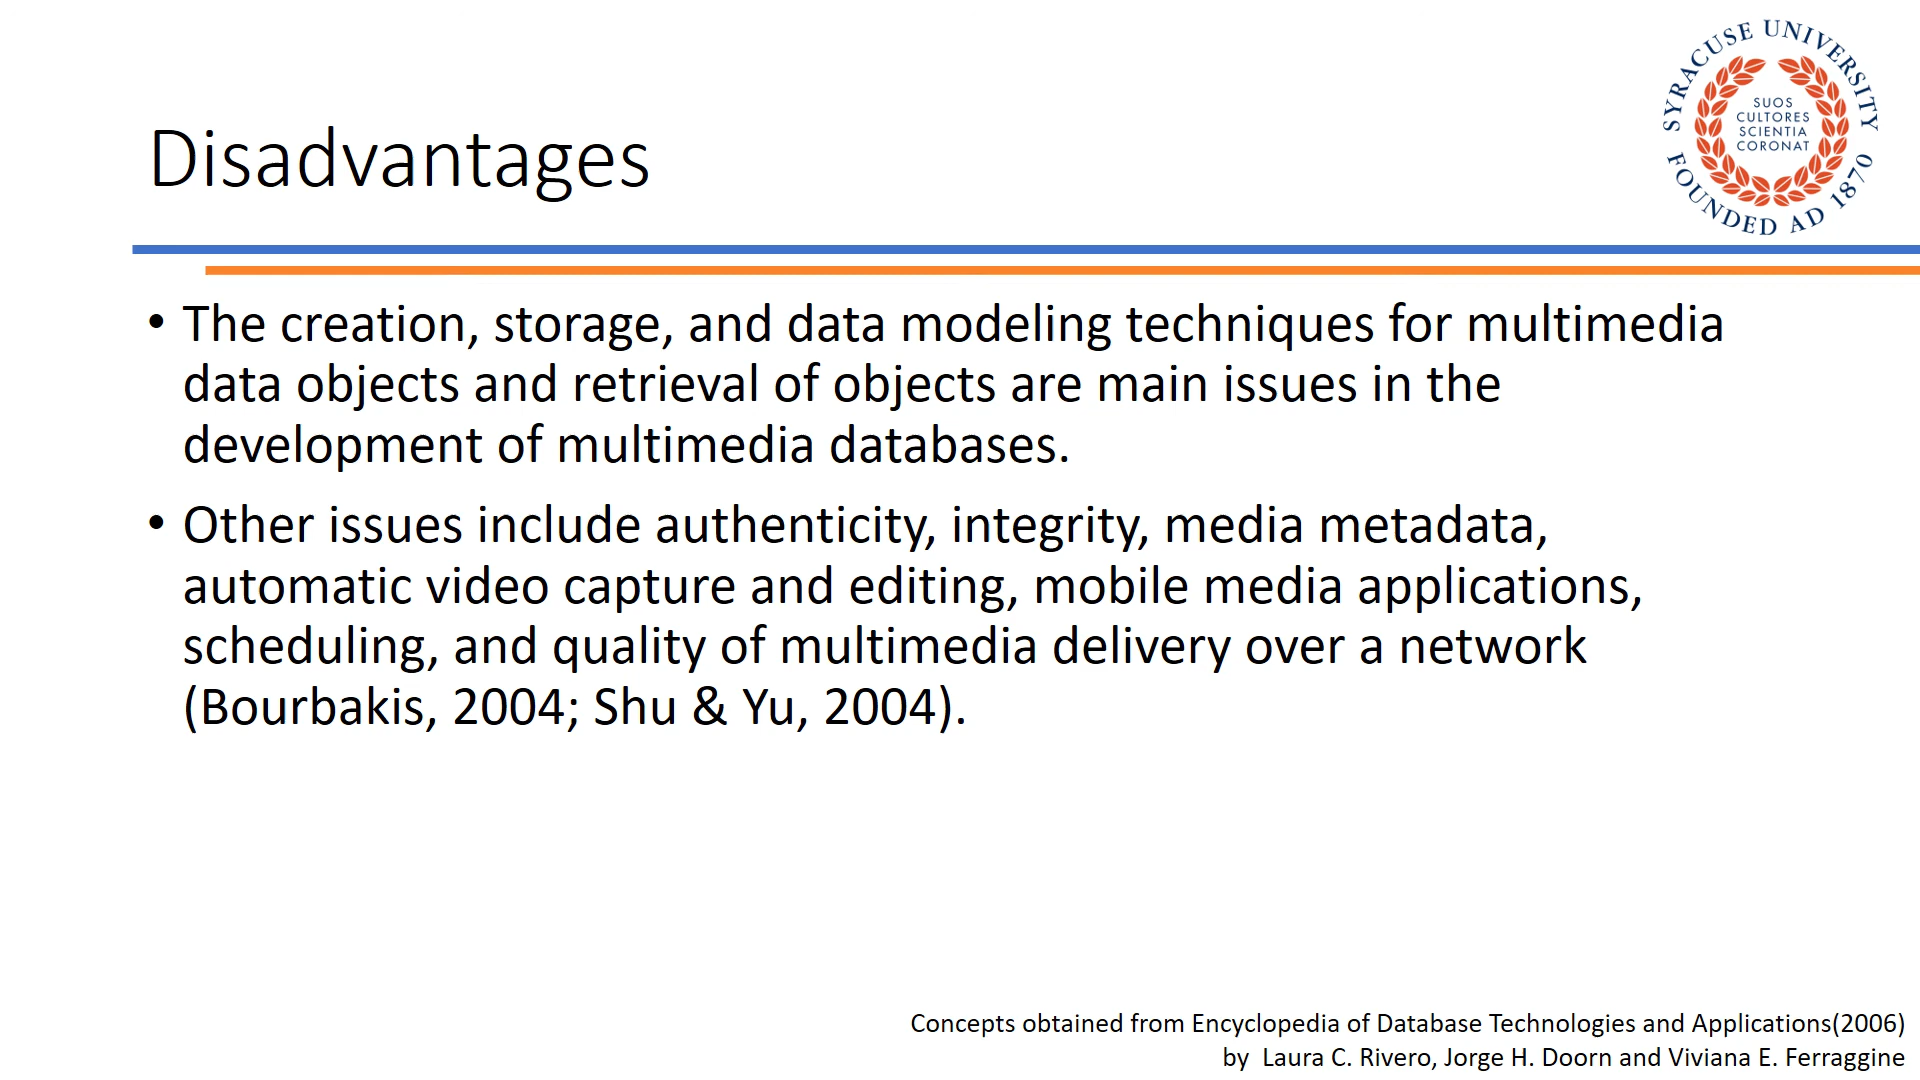 SYRACUSE UNIVERSITY
FOUNDED AD 1870
SUOS
CULTORES
SCIENTIA
CORONAT
Disadvantages
• The creation, storage, and data modeling techniques for multimedia
data objects and retrieval of objects are main issues in the
development of multimedia databases.
• Other issues include authenticity, integrity, media metadata,
automatic video capture and editing, mobile media applications,
scheduling, and quality of multimedia delivery over a network
(Bourbakis, 2004; Shu & Yu, 2004).
Concepts obtained from Encyclopedia of Database Technologies and Applications(2006)
by  Laura C. Rivero, Jorge H. Doorn and Viviana E. Ferraggine